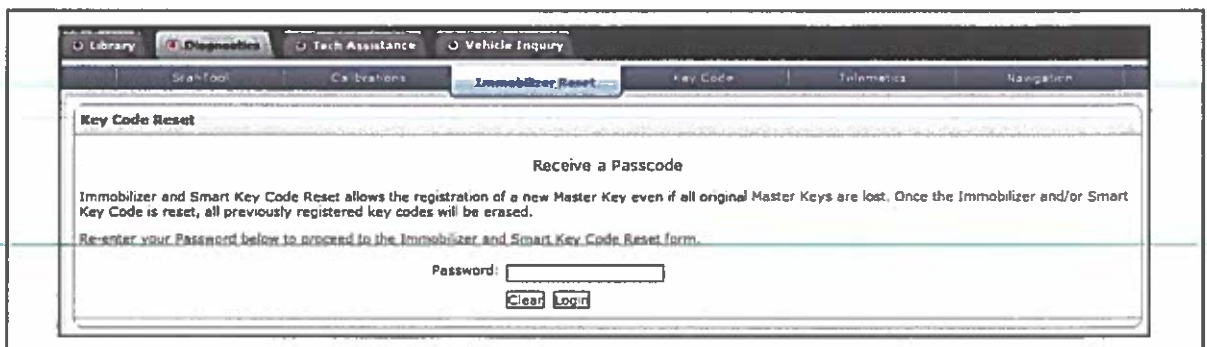 Library Diagnostics Tech Assistance Vehicle Inquiry
Scan Tool Calibrations Immobilizer Reset Key Code Telematics Navigation
Key Code Reset
Receive a Passcode
Immobilizer and Smart Key Code Reset allows the registration of a new Master Key even if all original Master Keys are lost. Once the Immobilizer and/or Smart
Key Code is reset, all previously registered key codes will be erased.
Re-enter your Password below to proceed to the Immobilizer and Smart Key Code Reset form.
Password:
Clear Login